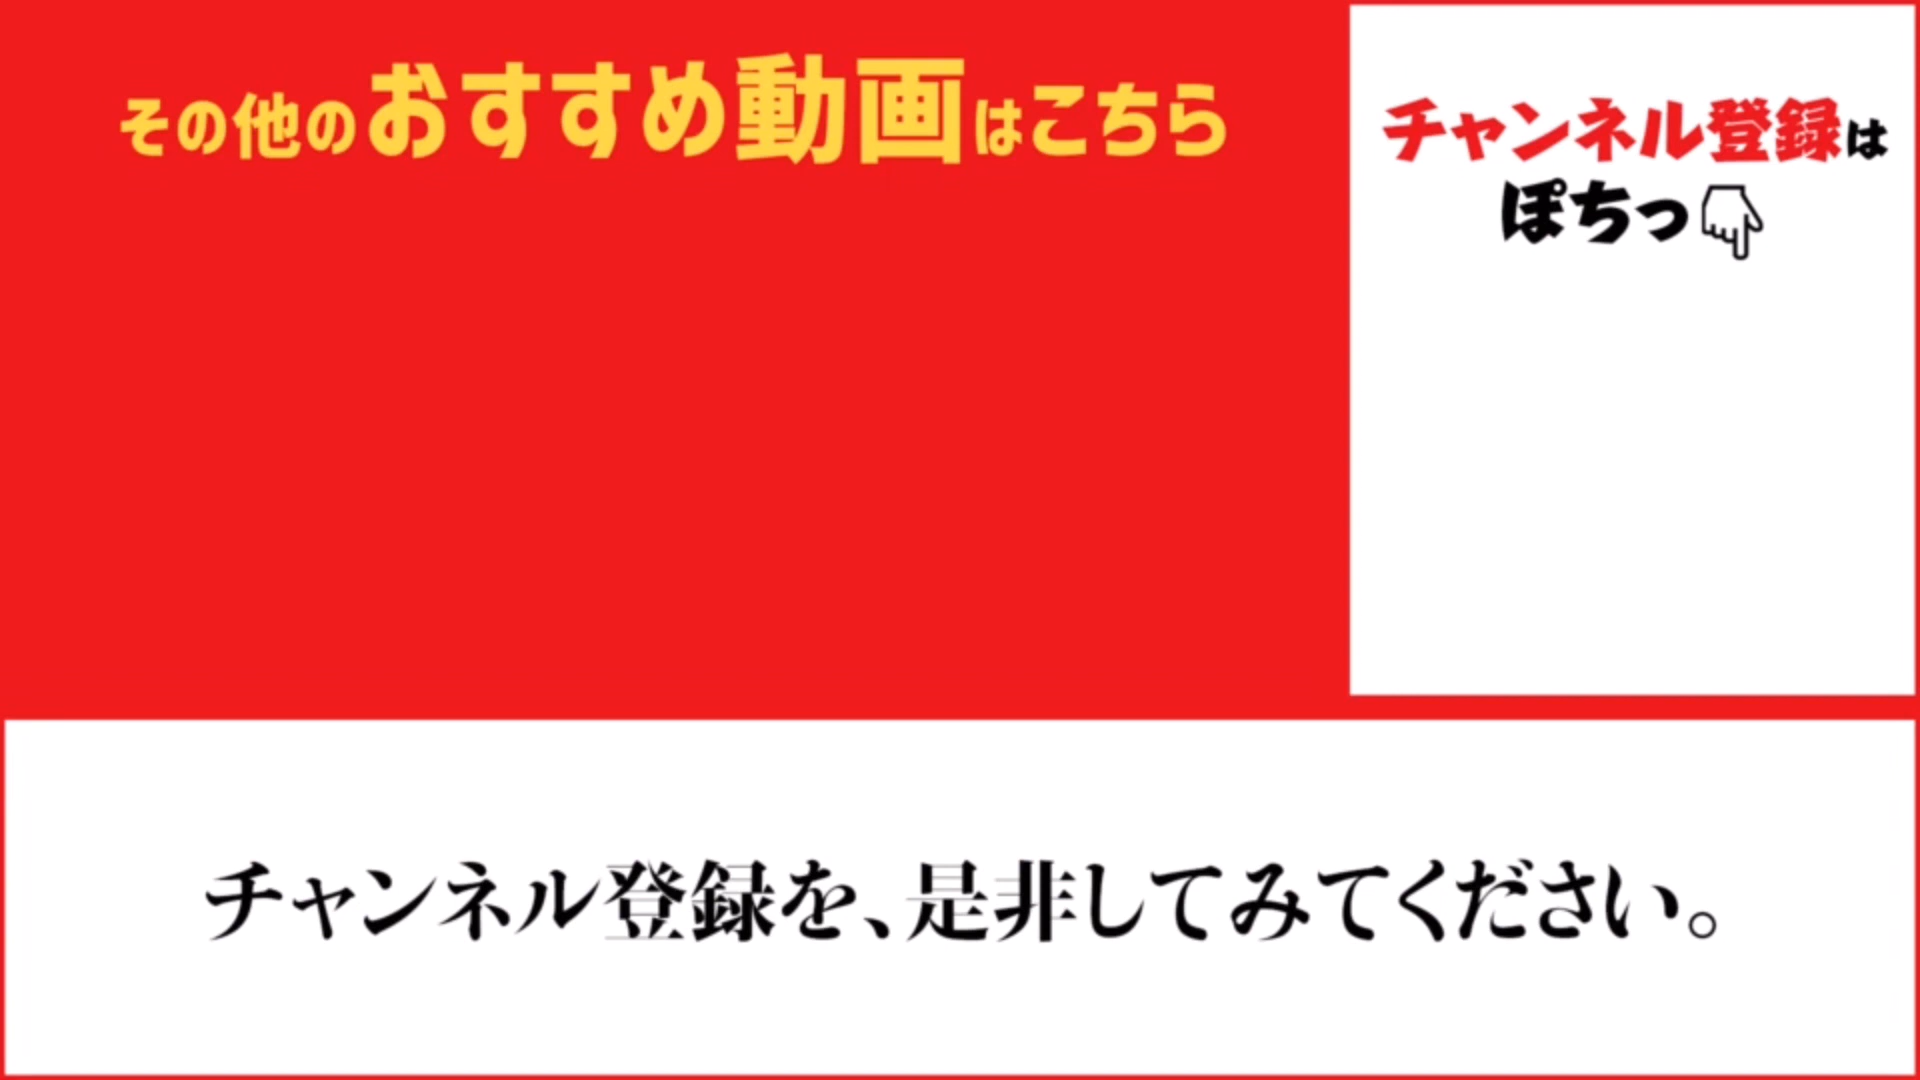 その他のおすすめ動画はこちら
チャンネル登録は
ぽちっ👇
チャンネル登録を、是非してみてください。